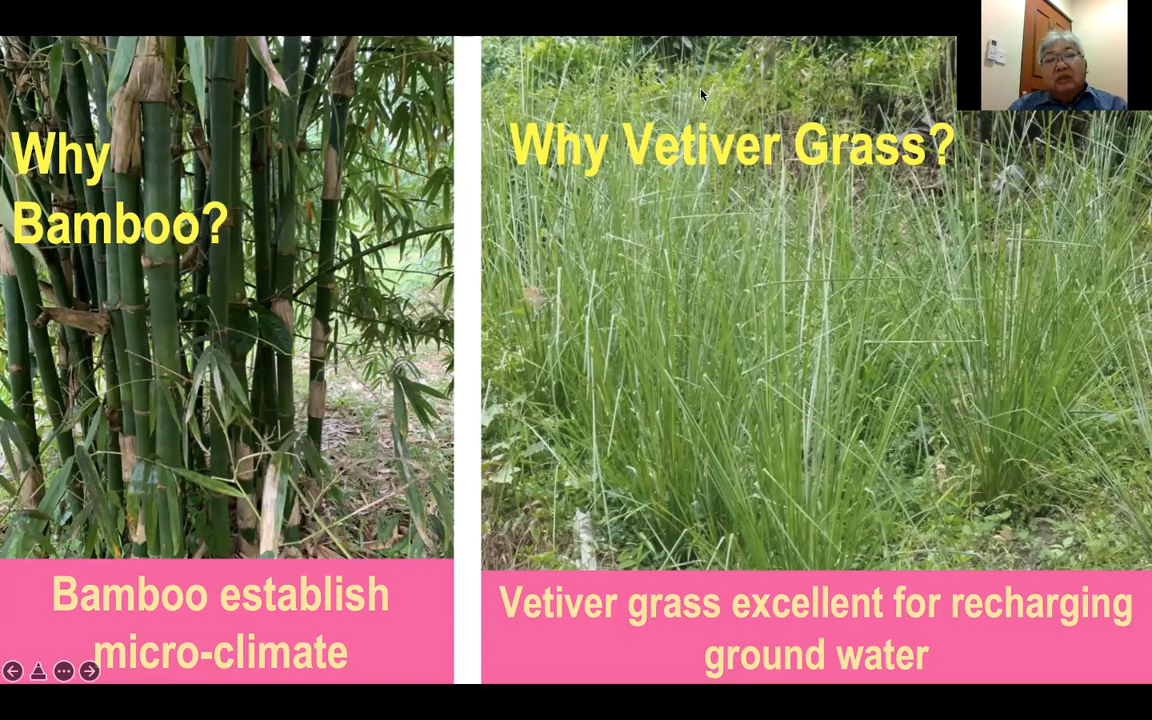 Why
Bamboo?
Bamboo establish
micro-climate
Why Vetiver Grass?
Vetiver grass excellent for recharging
ground water